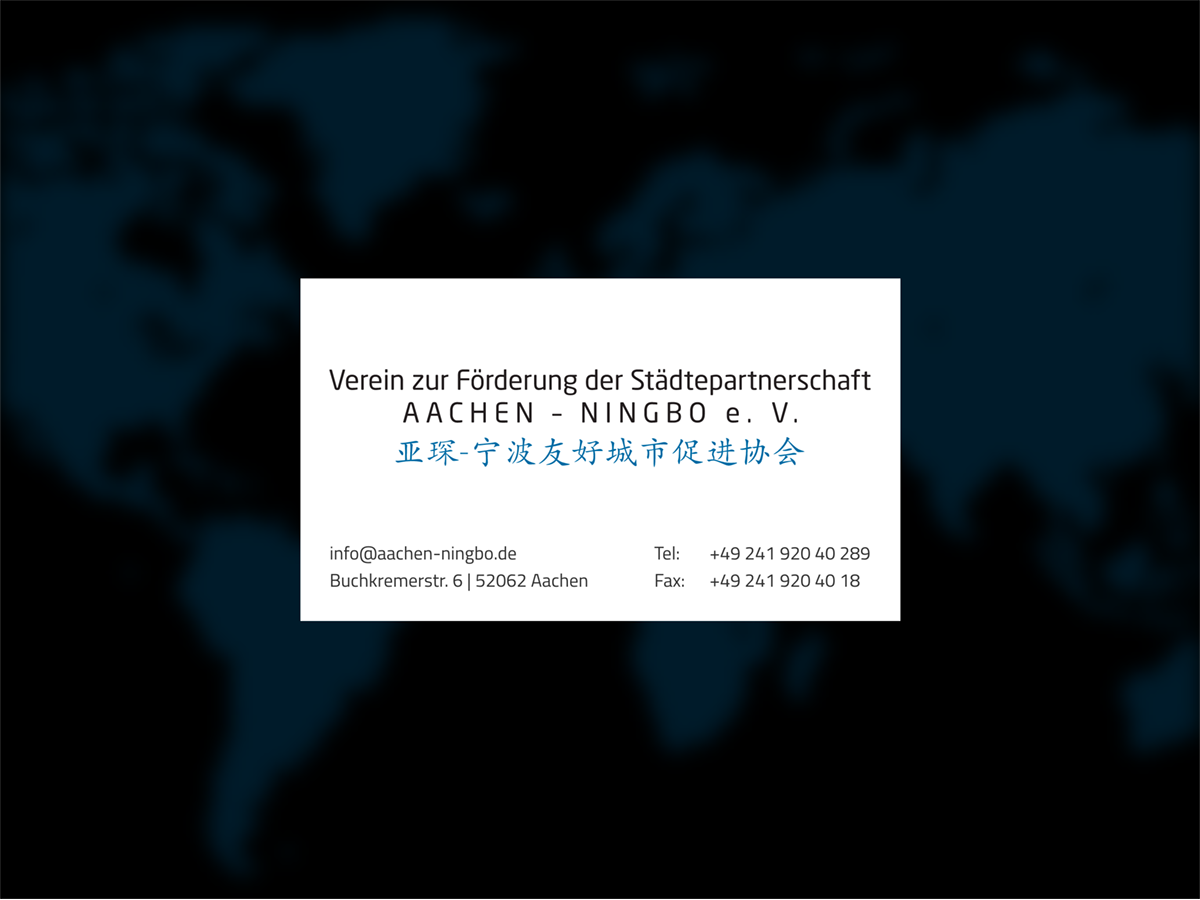 Verein zur Förderung der Städtepartnerschaft
AACHEN – NINGBO e. V.
亚琛-宁波友好城市促进协会
info@aachen-ningbo.de
Buchkremerstr. 6 | 52062 Aachen
Tel: +49 241 920 40 289
Fax: +49 241 920 40 18